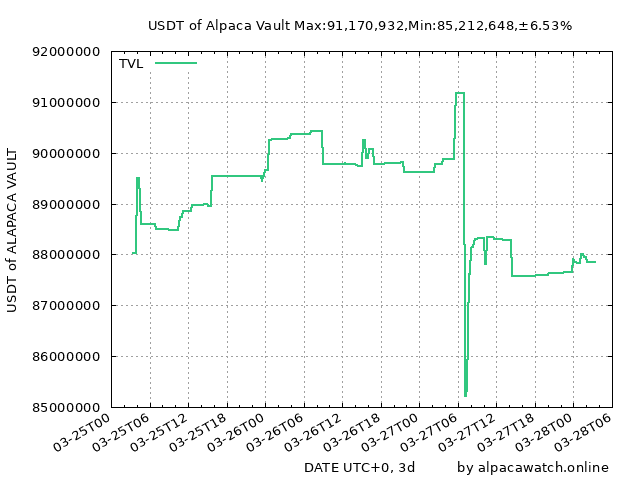 USDT of Alpaca Vault Max:91,170,932,Min:85,212,648,±6.53%
TVL
92000000
91000000
90000000
89000000
88000000
87000000
86000000
85000000
USDT of ALAPACA VAULT
03-25T00
03-25T06
03-25T12
03-25T18
03-26T00
03-26T06
03-26T12
03-26T18
03-27T00
03-27T06
03-27T12
03-27T18
03-28T00
03-28T06
DATE UTC+0, 3d
by alpacawatch.online